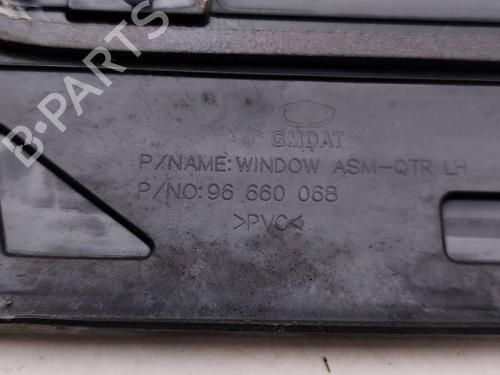 GMDAT
P/NAME: WINDOW ASM-QTR LH
P/NO: 96 660 068
>PVC<
B-PARTS